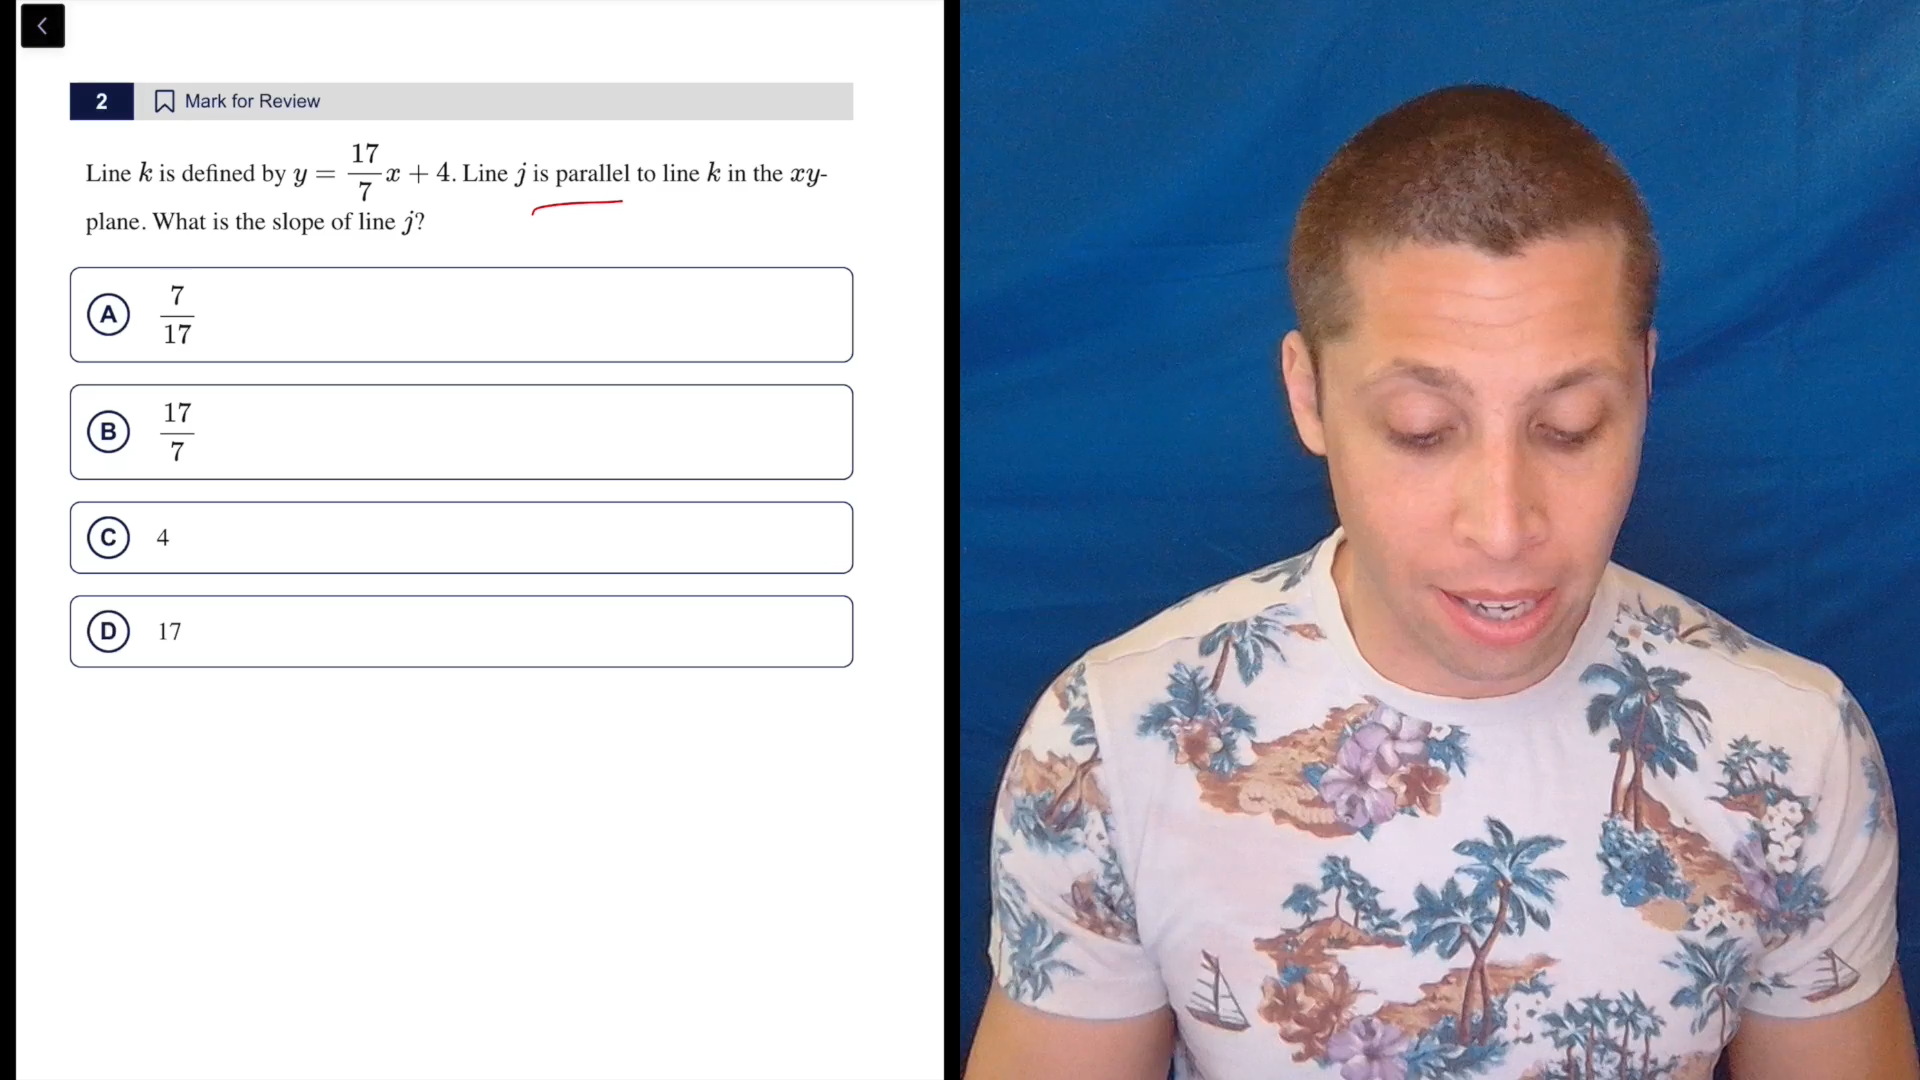 2 Mark for Review
Line k is defined by y = 17/7 x + 4. Line j is parallel to line k in the xy-
plane. What is the slope of line j?
A 7/17
B 17/7
C 4
D 17